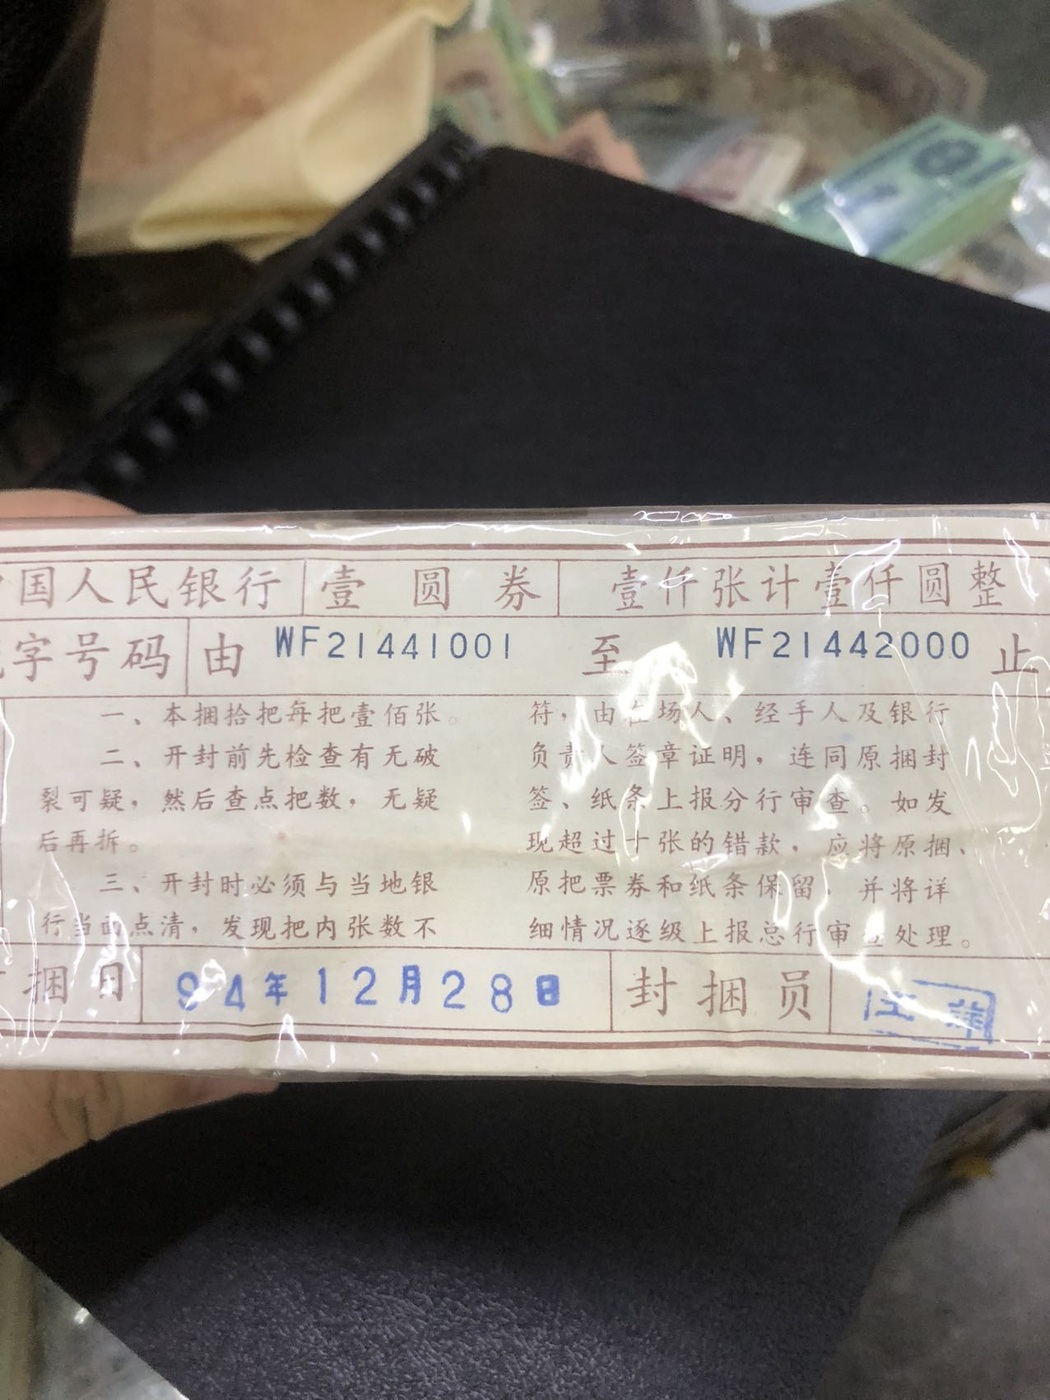 中国人民银行 壹圆券 壹仟张计壹仟圆整
字号码 由 WF21441001 至 WF21442000 止
一、本捆拾把每把壹佰张。
二、开封前先检查有无破
裂可疑，然后查点把数，无疑
后再拆。
三、开封时必须与当地银
行当面点清，发现把内张数不
符，由在场人、经手人及银行
负责人签章证明，连同原捆封
签、纸条上报分行审查。如发
现超过十张的错款，应将原捆、
原把票券和纸条保留，并将详
细情况逐级上报总行审查处理。
封捆日 94年12月28日 封捆员